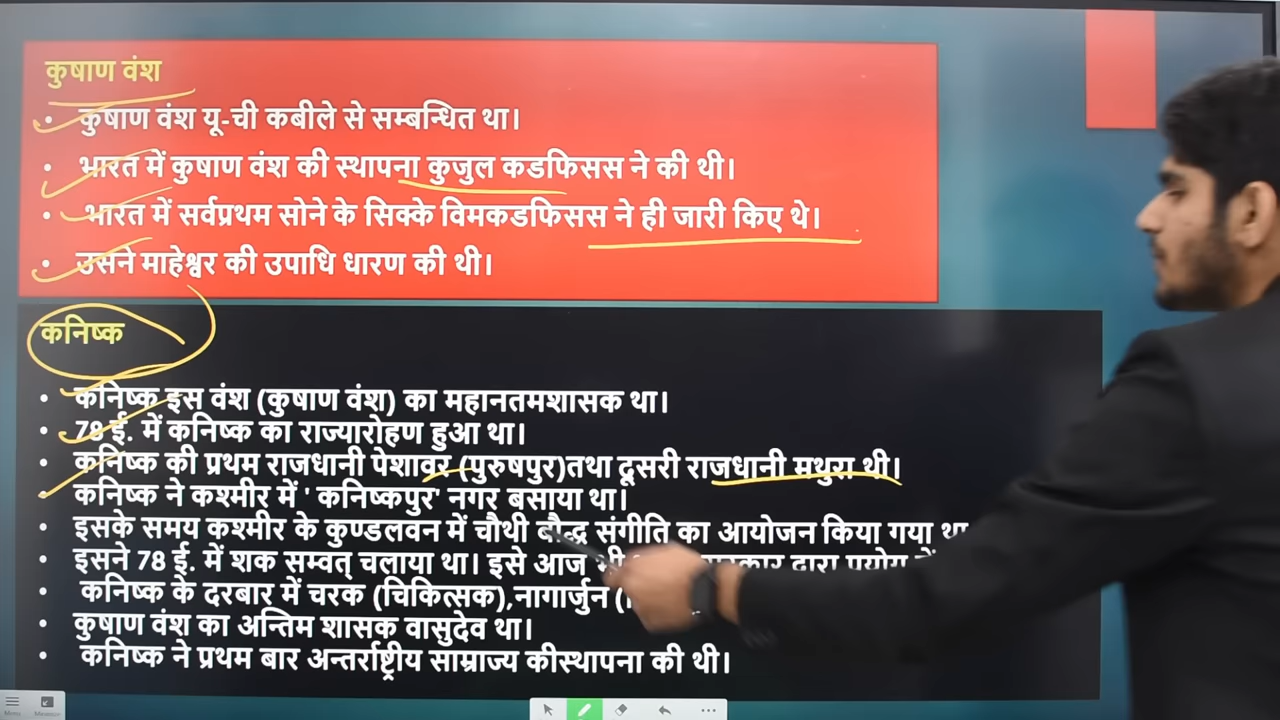 कुषाण वंश
• कुषाण वंश यू-ची कबीले से सम्बन्धित था।
• भारत में कुषाण वंश की स्थापना कुजुल कडफिसस ने की थी।
• भारत में सर्वप्रथम सोने के सिक्के विमकडफिसस ने ही जारी किए थे।
• उसने माहेश्वर की उपाधि धारण की थी।
कनिष्क
• कनिष्क इस वंश (कुषाण वंश) का महानतमशासक था।
• 78 ई. में कनिष्क का राज्यारोहण हुआ था।
• कनिष्क की प्रथम राजधानी पेशावर (पुरुषपुर)तथा दूसरी राजधानी मथुरा थी।
कनिष्क ने कश्मीर में ' कनिष्कपुर' नगर बसाया था।
• इसके समय कश्मीर के कुण्डलवन में चौथी बौद्ध संगीति का आयोजन किया गया
• इसने 78 ई. में शक सम्वत् चलाया था। इसे आज द्वारा प्रयोग में
• कनिष्क के दरबार में चरक (चिकित्सक),नागार्जुन (
• कुषाण वंश का अन्तिम शासक वासुदेव था।
• कनिष्क ने प्रथम बार अन्तर्राष्ट्रीय साम्राज्य कीस्थापना की थी।